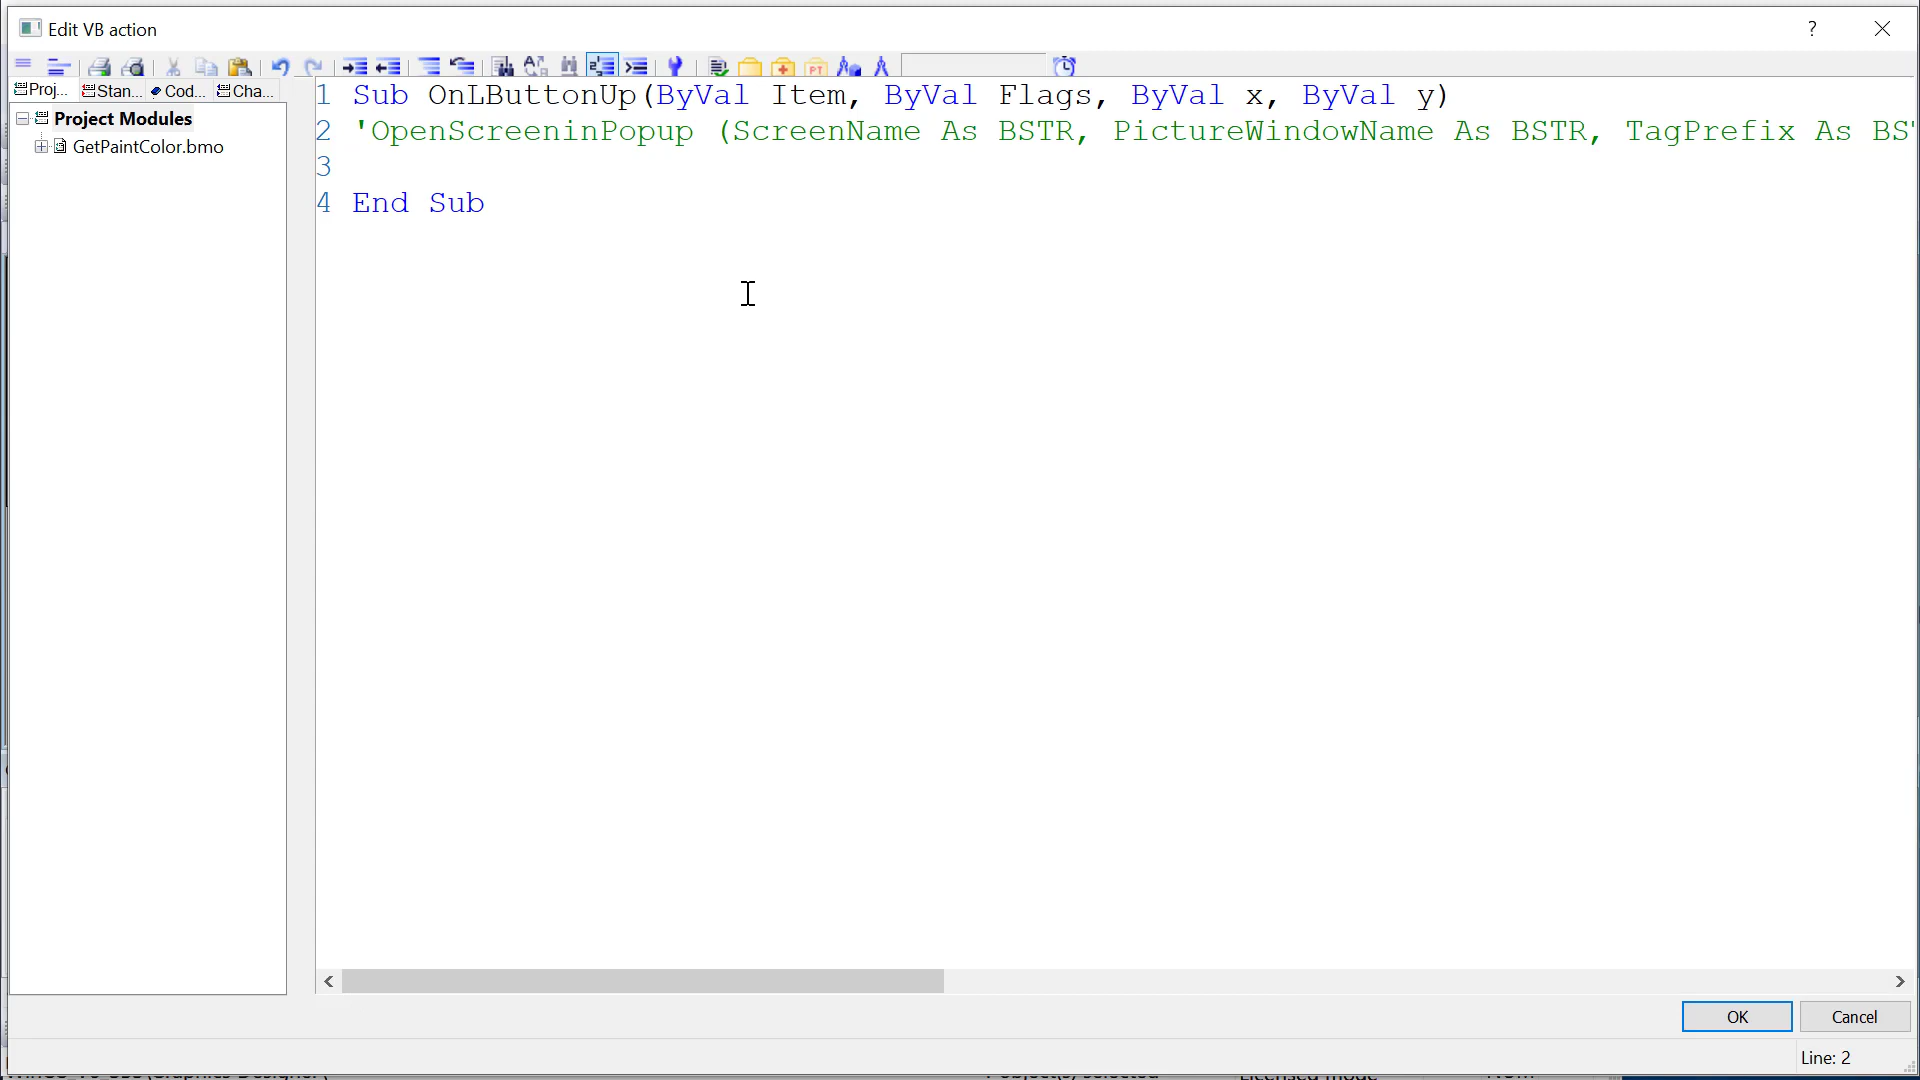 Edit VB action
?
Proj... Stan... Cod... Cha...
Project Modules
GetPaintColor.bmo
1 Sub OnLButtonUp(ByVal Item, ByVal Flags, ByVal x, ByVal y)
2 'OpenScreeninPopup (ScreenName As BSTR, PictureWindowName As BSTR, TagPrefix As BS
3
4 End Sub
OK Cancel
Line: 2